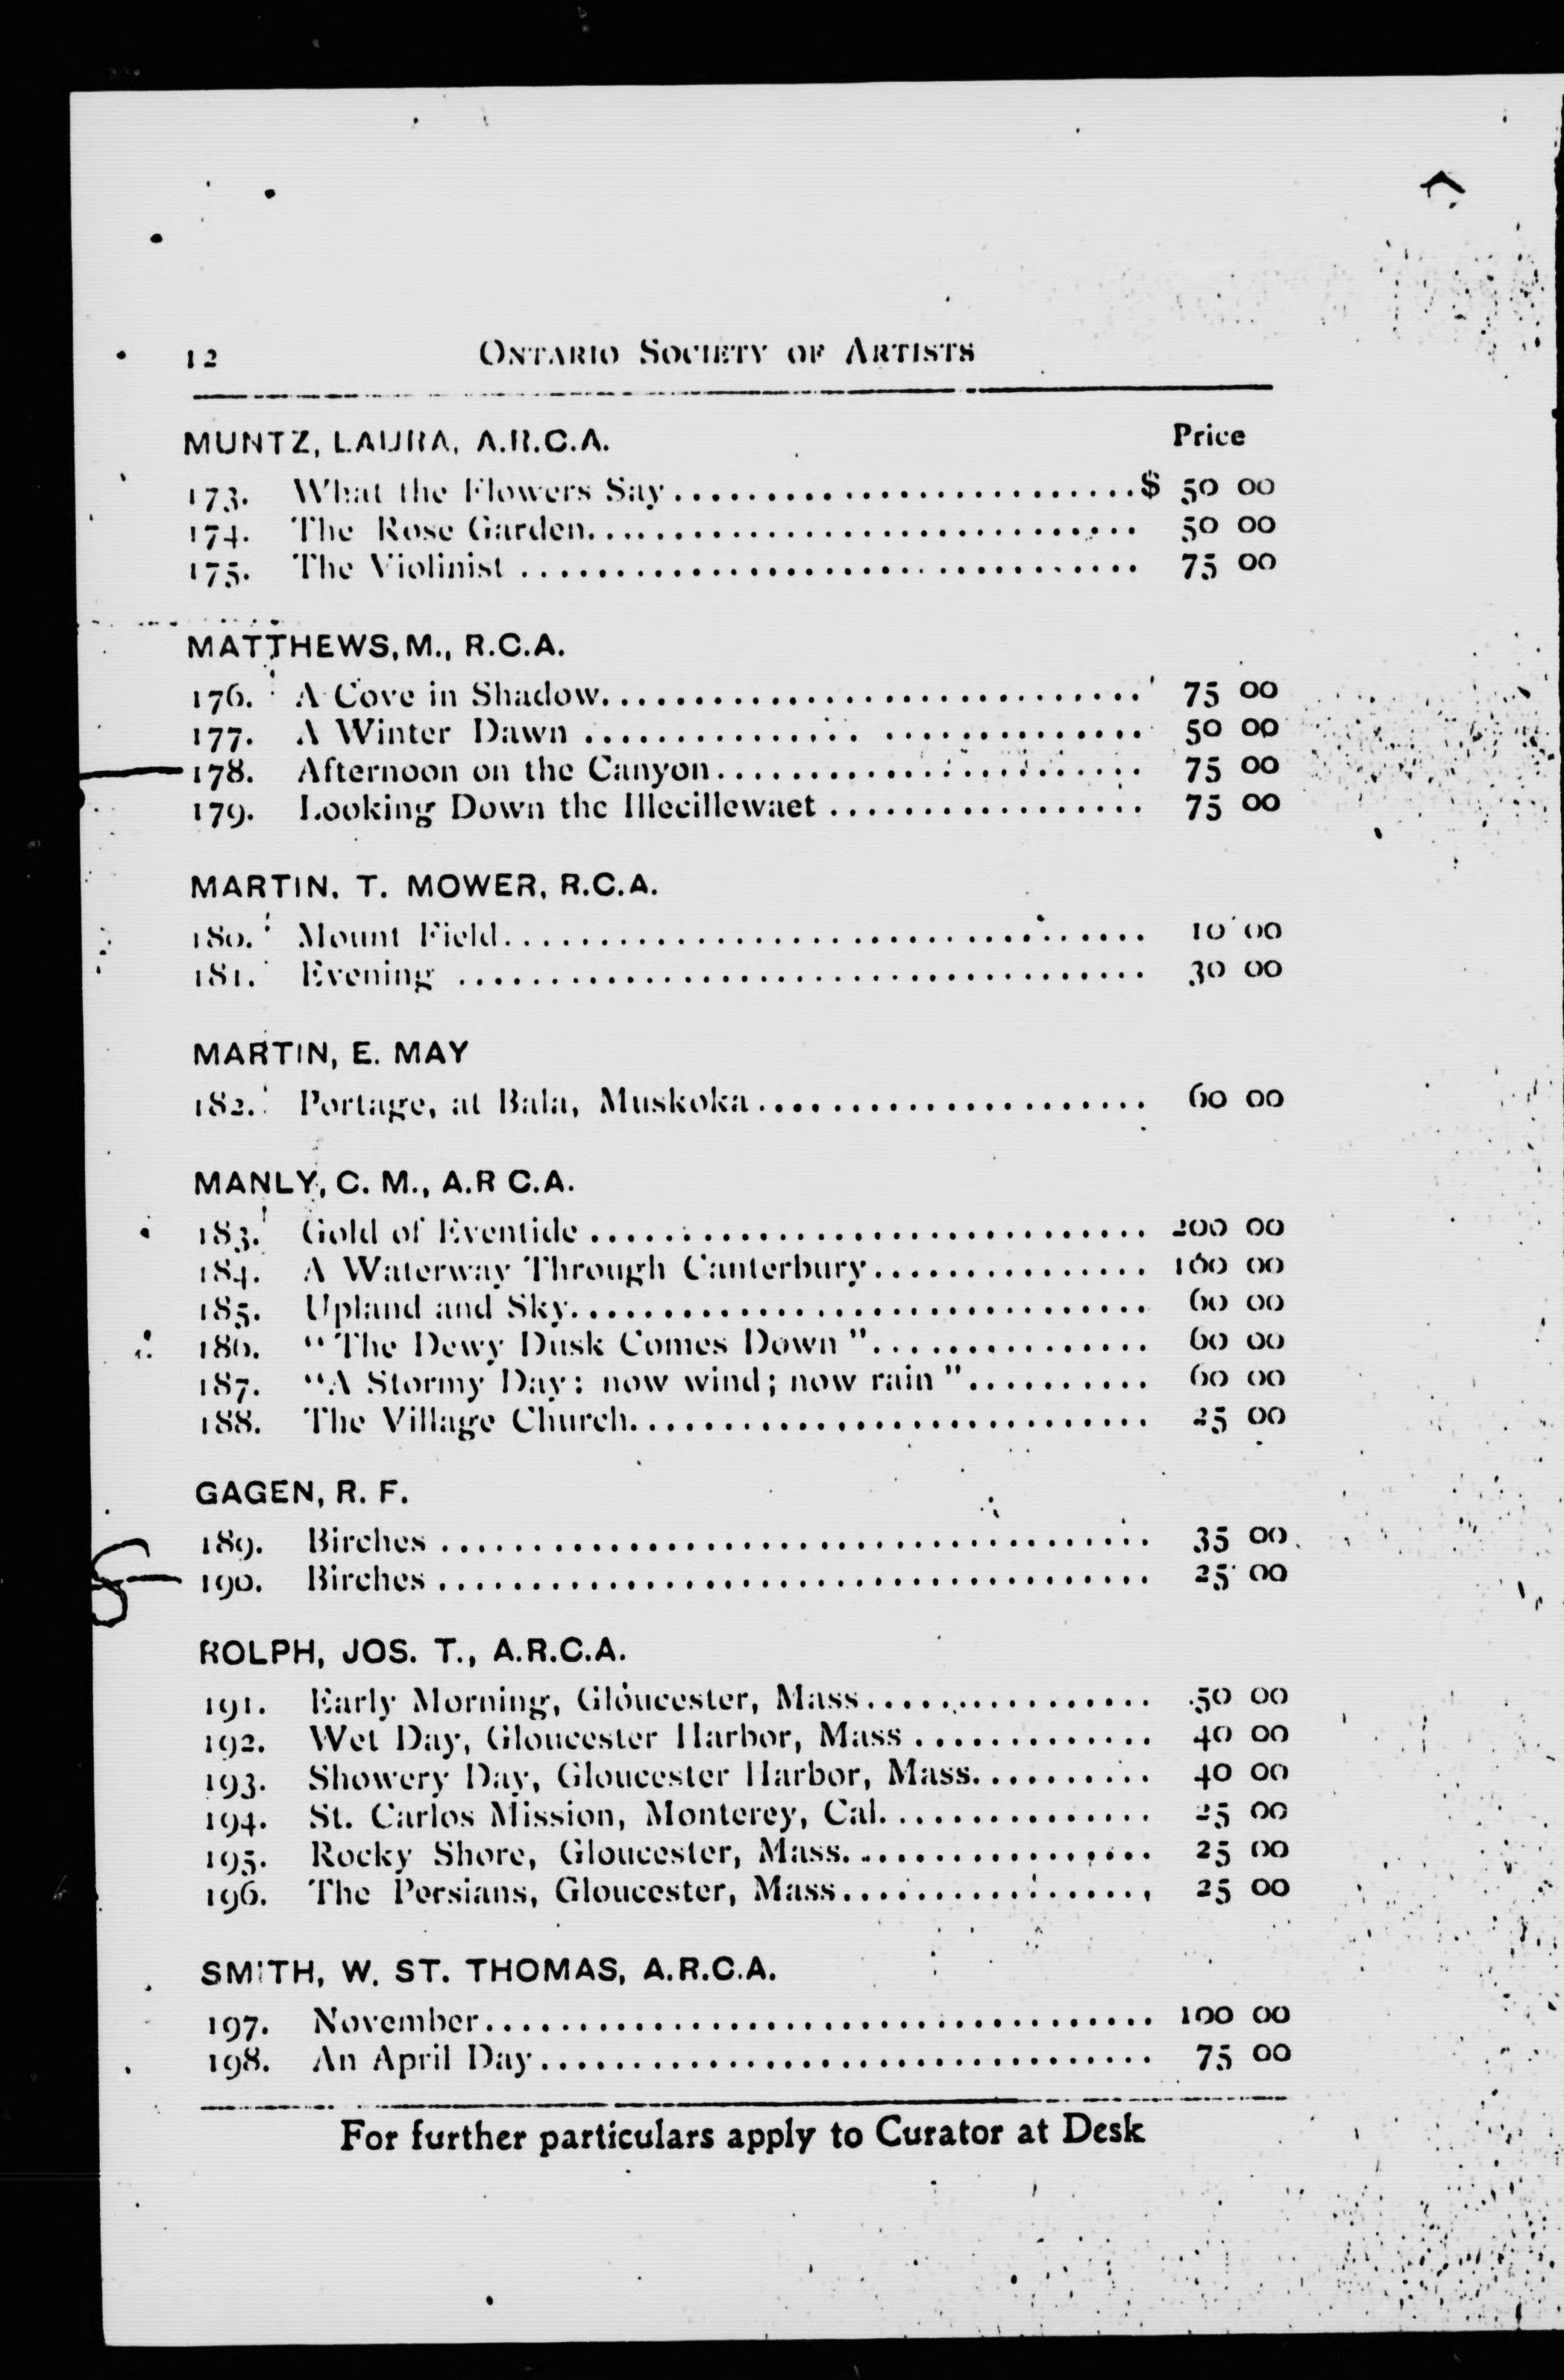 12 ONTARIO SOCIETY OF ARTISTS
MUNTZ, LAURA, A.R.C.A. Price
173. What the Flowers Say..........................$ 50 00
174. The Rose Garden.............................. 50 00
175. The Violinist ................................. 75 00
MATTHEWS, M., R.C.A.
176. A Cove in Shadow............................. 75 00
177. A Winter Dawn .............................. 50 00
178. Afternoon on the Canyon....................... 75 00
179. Looking Down the Illecillewaet ................. 75 00
MARTIN, T. MOWER, R.C.A.
180. Mount Field................................... 10 00
181. Evening ..................................... 30 00
MARTIN, E. MAY
182. Portage, at Bala, Muskoka..................... 60 00
MANLY, C. M., A.R C.A.
183. Gold of Eventide .............................. 200 00
184. A Waterway Through Canterbury............... 100 00
185. Upland and Sky............................... 60 00
186. "The Dewy Dusk Comes Down"............... 60 00
187. "A Stormy Day: now wind; now rain".......... 60 00
188. The Village Church............................ 25 00
GAGEN, R. F.
189. Birches ...................................... 35 00
190. Birches ...................................... 25 00
ROLPH, JOS. T., A.R.C.A.
191. Early Morning, Gloucester, Mass................ 50 00
192. Wet Day, Gloucester Harbor, Mass ............. 40 00
193. Showery Day, Gloucester Harbor, Mass.......... 40 00
194. St. Carlos Mission, Monterey, Cal............... 25 00
195. Rocky Shore, Gloucester, Mass................. 25 00
196. The Persians, Gloucester, Mass................. 25 00
SMITH, W. ST. THOMAS, A.R.C.A.
197. November.................................... 100 00
198. An April Day................................. 75 00
For further particulars apply to Curator at Desk